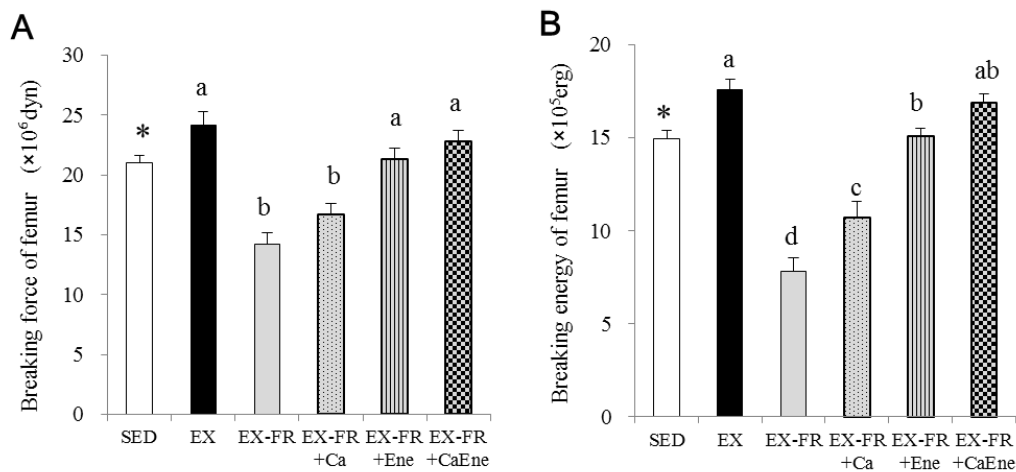 A
Breaking force of femur (×10⁶ dyn)
30
25
20
15
10
5
0
*
a
b
b
a
a
SED
EX
EX-FR
EX-FR
+Ca
EX-FR
+Ene
EX-FR
+CaEne
B
Breaking energy of femur (×10⁵erg)
20
15
10
5
0
*
a
d
c
b
ab
SED
EX
EX-FR
EX-FR
+Ca
EX-FR
+Ene
EX-FR
+CaEne